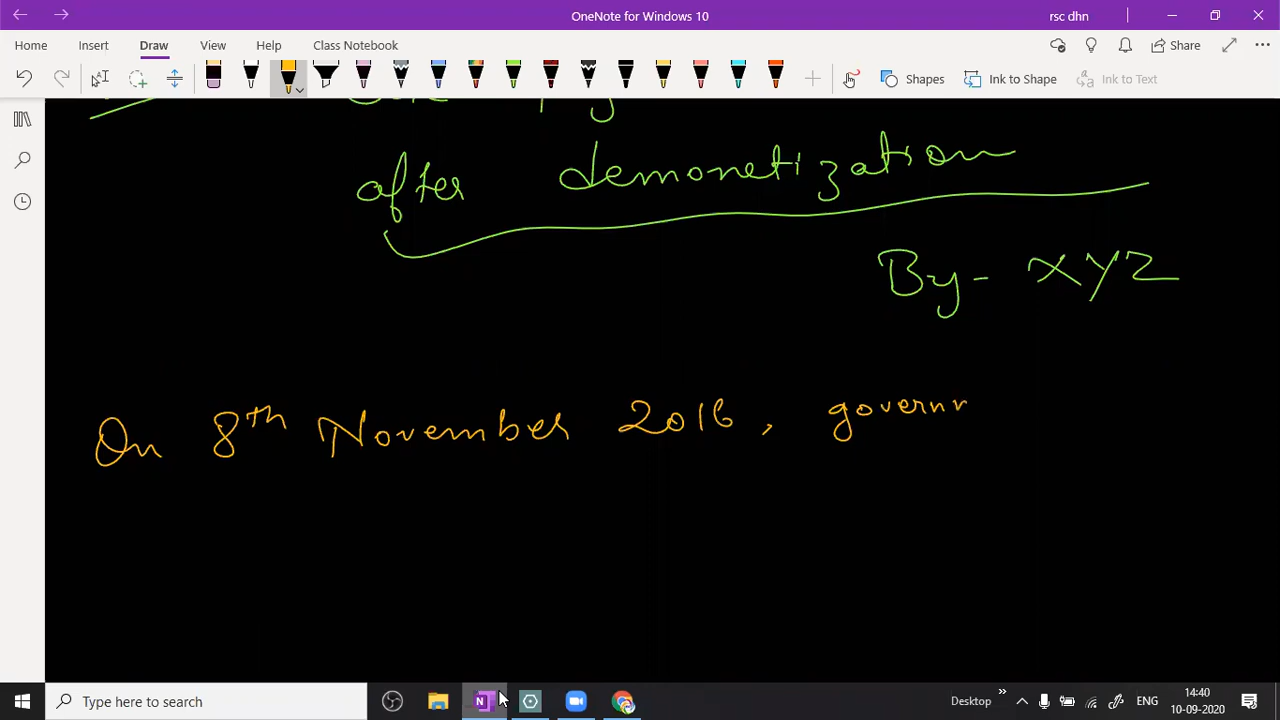 OneNote for Windows 10
rsc dhn
Home Insert Draw View Help Class Notebook
Share
Shapes Ink to Shape Ink to Text
after demonetization
By - XYZ
On 8th November 2016, governm
Type here to search
N
Desktop
ENG
14:40
10-09-2020